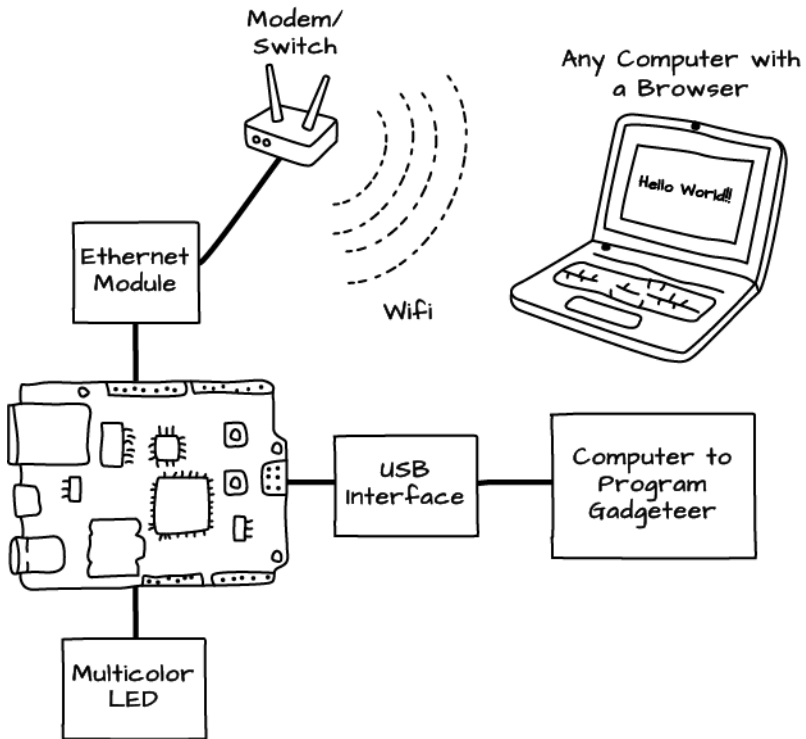 Modem/
Switch
Any Computer with
a Browser
Hello World!!
Ethernet
Module
Wifi
USB
Interface
Computer to
Program
Gadgeteer
Multicolor
LED